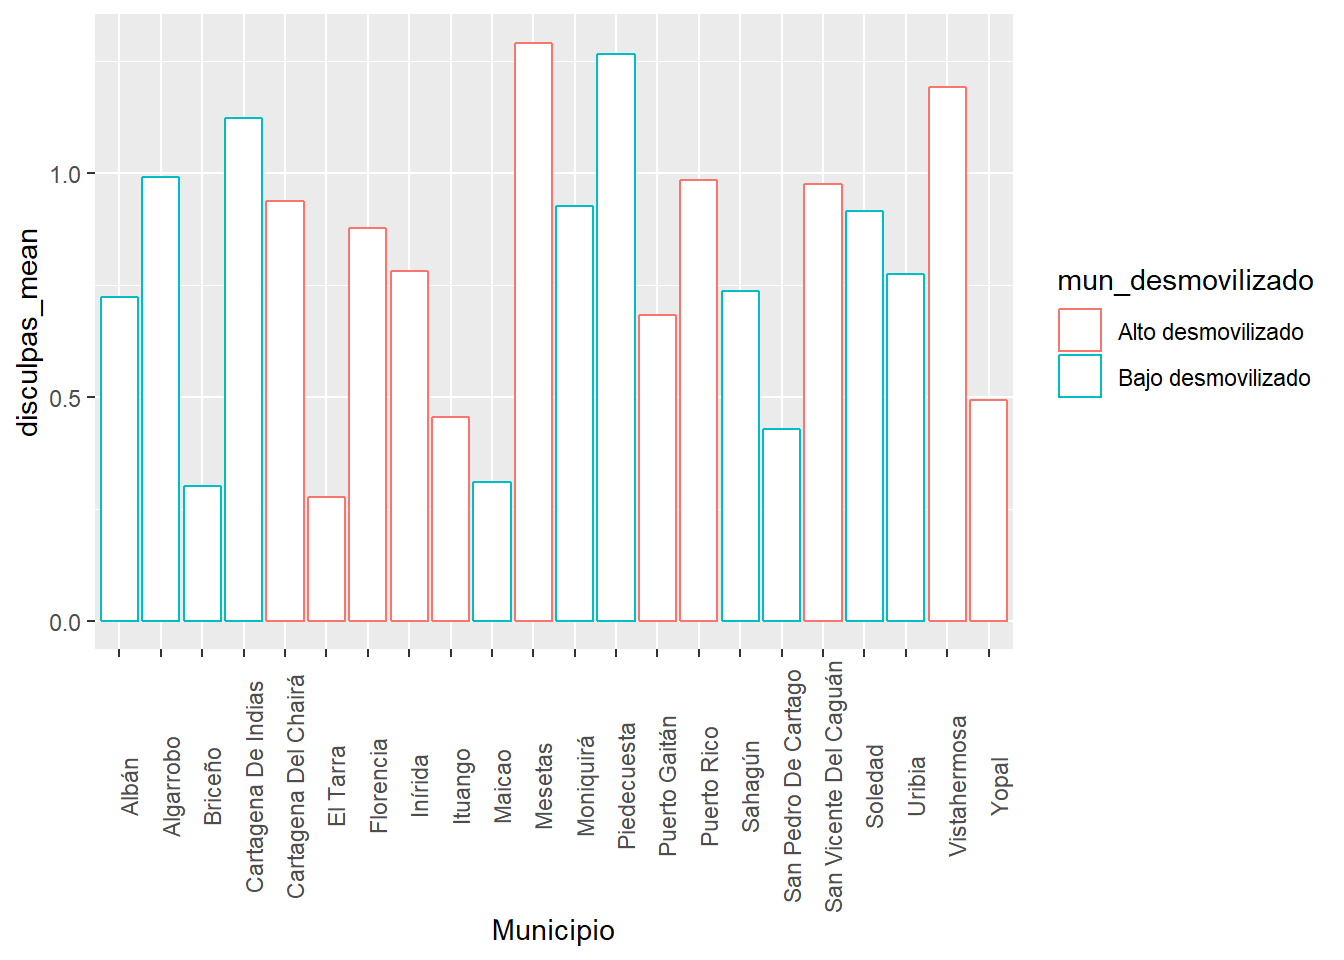 disculpas_mean
1.0
0.5
0.0
Albán
Algarrobo
Briceño
Cartagena De Indias
Cartagena Del Chairá
El Tarra
Florencia
Inírida
Ituango
Maicao
Mesetas
Moniquirá
Piedecuesta
Puerto Gaitán
Puerto Rico
Sahagún
San Pedro De Cartago
San Vicente Del Caguán
Soledad
Uribia
Vistahermosa
Yopal
Municipio
mun_desmovilizado
Alto desmovilizado
Bajo desmovilizado